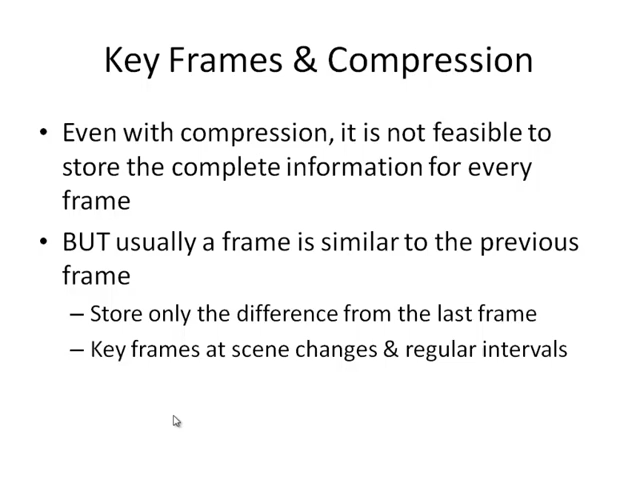 Key Frames & Compression
• Even with compression, it is not feasible to
store the complete information for every
frame
• BUT usually a frame is similar to the previous
frame
– Store only the difference from the last frame
– Key frames at scene changes & regular intervals